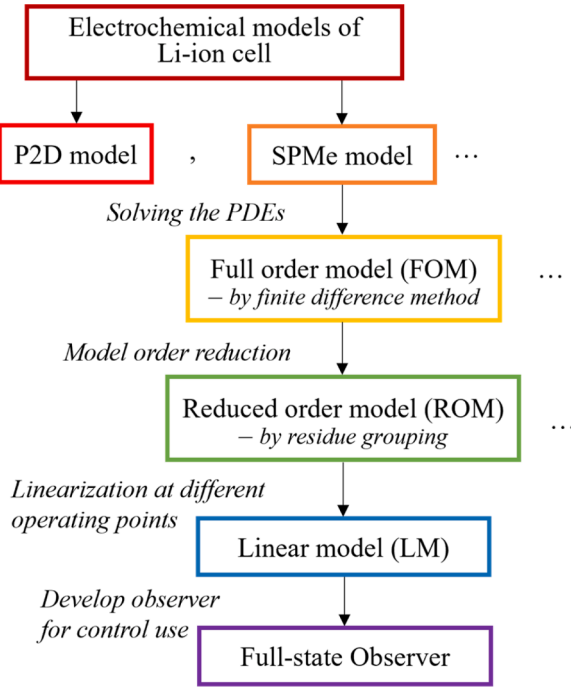 Electrochemical models of
Li-ion cell
P2D model , SPMe model ...
Solving the PDEs
Full order model (FOM) ...
– by finite difference method
Model order reduction
Reduced order model (ROM) ...
– by residue grouping
Linearization at different
operating points
Linear model (LM)
Develop observer
for control use
Full-state Observer